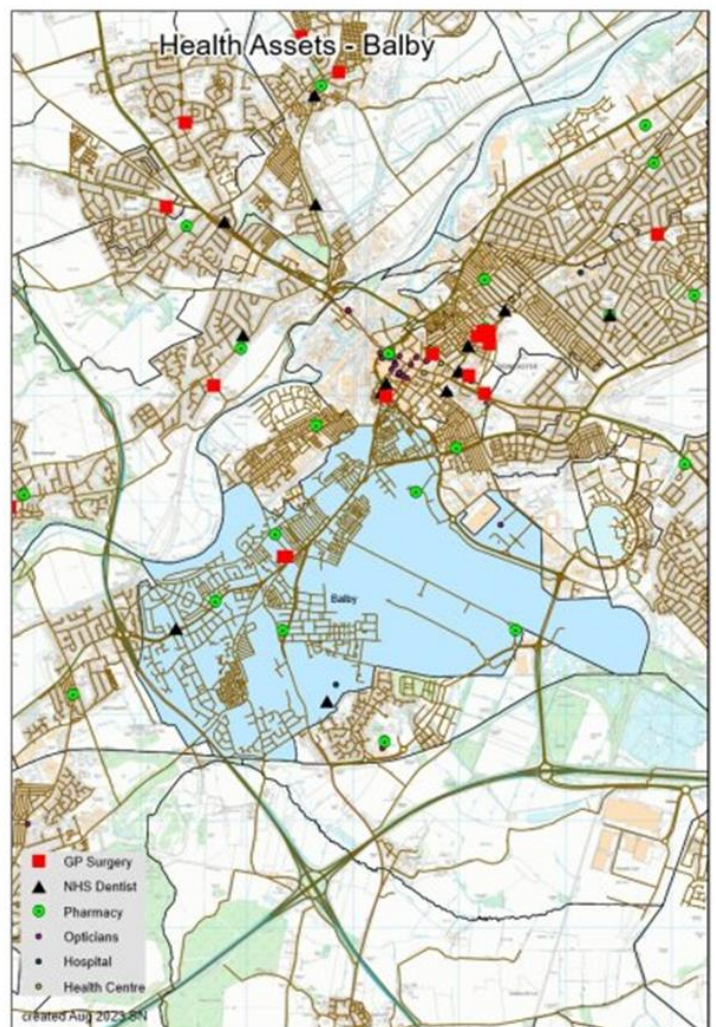 Health Assets - Balby
Balby
GP Surgery
NHS Dentist
Pharmacy
Opticians
Hospital
Health Centre
created Aug 2023 SN